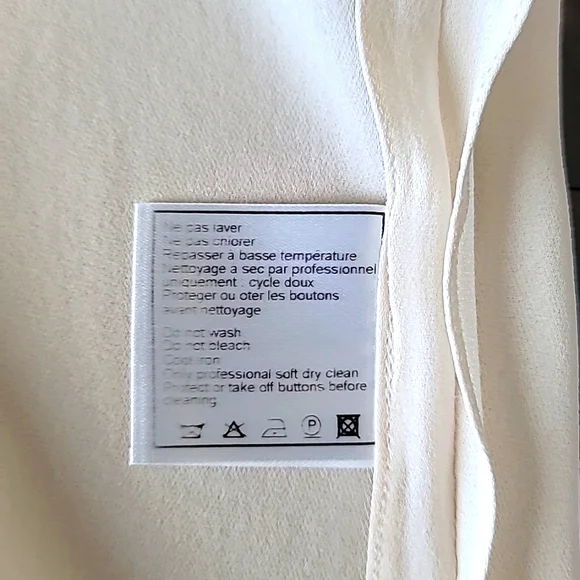 Ne pas laver
Ne pas chlorer
Repasser à basse température
Nettoyage à sec par professionnel
uniquement : cycle doux
Protéger ou oter les boutons
avant nettoyage
Do not wash
Do not bleach
Cool iron
Only professional soft dry clean
Protect or take off buttons before
cleaning
P